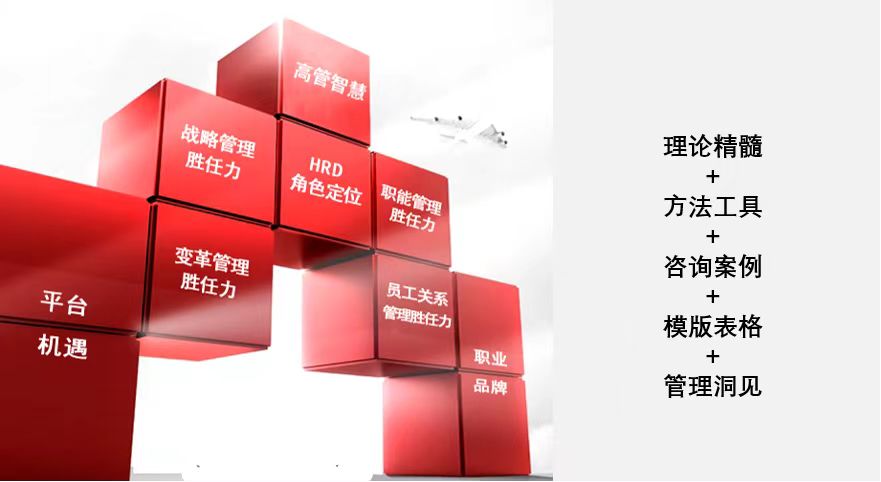 高管智慧
战略管理
胜任力
HRD
角色定位
职能管理
胜任力
变革管理
胜任力
员工关系
管理胜任力
平台
机遇
职业
品牌
理论精髓
+
方法工具
+
咨询案例
+
模版表格
+
管理洞见